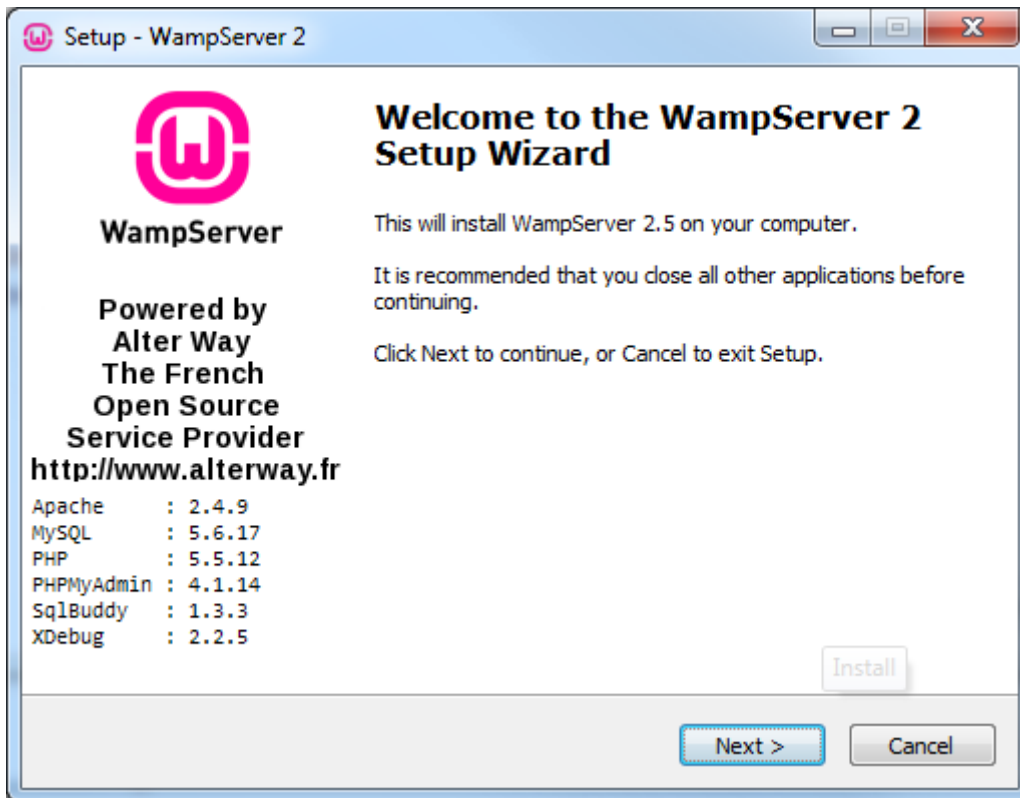 Setup - WampServer 2
WampServer
Powered by
Alter Way
The French
Open Source
Service Provider
http://www.alterway.fr
Apache : 2.4.9
MySQL : 5.6.17
PHP : 5.5.12
PHPMyAdmin : 4.1.14
SqlBuddy : 1.3.3
XDebug : 2.2.5
Welcome to the WampServer 2
Setup Wizard
This will install WampServer 2.5 on your computer.
It is recommended that you close all other applications before
continuing.
Click Next to continue, or Cancel to exit Setup.
Install
Next >
Cancel